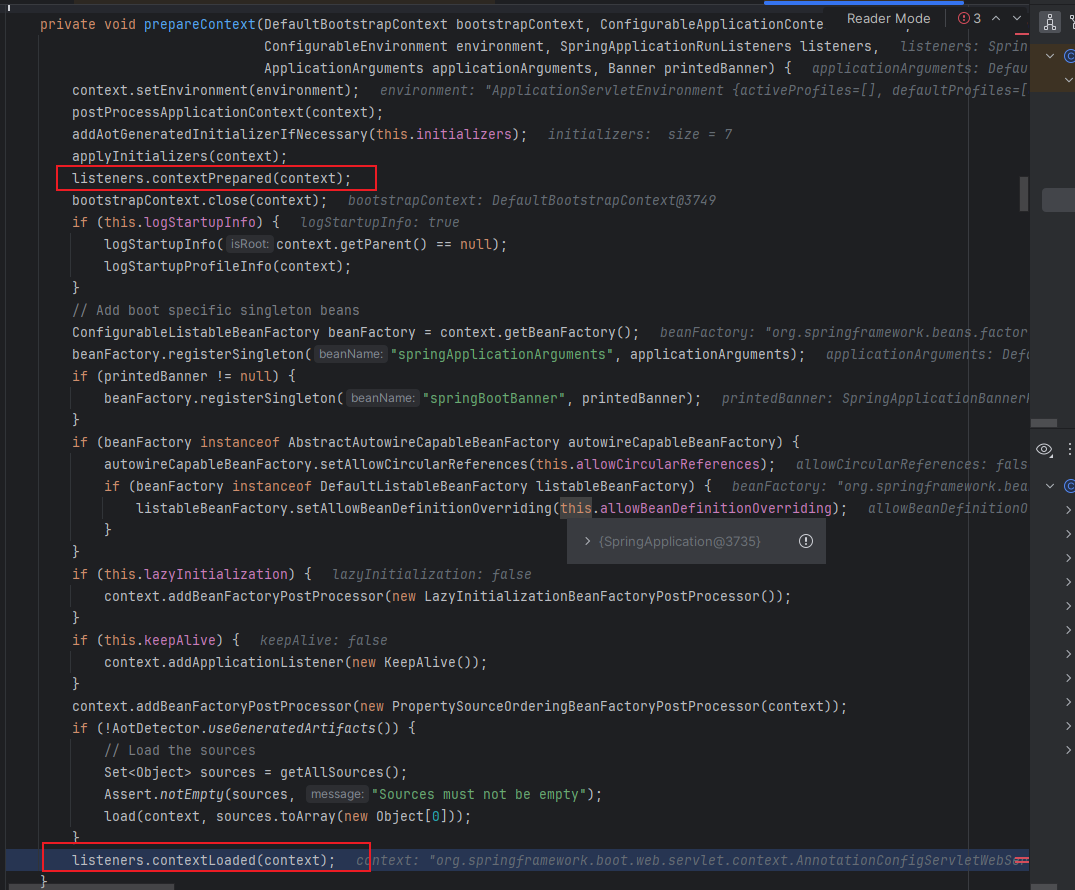 private void prepareContext(DefaultBootstrapContext bootstrapContext, ConfigurableApplicationConte
Reader Mode 3
ConfigurableEnvironment environment, SpringApplicationRunListeners listeners, listeners: Sprin
ApplicationArguments applicationArguments, Banner printedBanner) { applicationArguments: Defau
context.setEnvironment(environment); environment: "ApplicationServletEnvironment {activeProfiles=[], defaultProfiles=[
postProcessApplicationContext(context);
addAotGeneratedInitializerIfNecessary(this.initializers); initializers: size = 7
applyInitializers(context);
listeners.contextPrepared(context);
bootstrapContext.close(context); bootstrapContext: DefaultBootstrapContext@3749
if (this.logStartupInfo) { logStartupInfo: true
logStartupInfo( isRoot: context.getParent() == null);
logStartupProfileInfo(context);
}
// Add boot specific singleton beans
ConfigurableListableBeanFactory beanFactory = context.getBeanFactory(); beanFactory: "org.springframework.beans.factor
beanFactory.registerSingleton( beanName: "springApplicationArguments", applicationArguments); applicationArguments: Defa
if (printedBanner != null) {
beanFactory.registerSingleton( beanName: "springBootBanner", printedBanner); printedBanner: SpringApplicationBannerP
}
if (beanFactory instanceof AbstractAutowireCapableBeanFactory autowireCapableBeanFactory) {
autowireCapableBeanFactory.setAllowCircularReferences(this.allowCircularReferences); allowCircularReferences: fals
if (beanFactory instanceof DefaultListableBeanFactory listableBeanFactory) { beanFactory: "org.springframework.bea
listableBeanFactory.setAllowBeanDefinitionOverriding(this.allowBeanDefinitionOverriding); allowBeanDefinitionO
}
{SpringApplication@3735}
}
if (this.lazyInitialization) { lazyInitialization: false
context.addBeanFactoryPostProcessor(new LazyInitializationBeanFactoryPostProcessor());
}
if (this.keepAlive) { keepAlive: false
context.addApplicationListener(new KeepAlive());
}
context.addBeanFactoryPostProcessor(new PropertySourceOrderingBeanFactoryPostProcessor(context));
if (!AotDetector.useGeneratedArtifacts()) {
// Load the sources
Set<Object> sources = getAllSources();
Assert.notEmpty(sources, message: "Sources must not be empty");
load(context, sources.toArray(new Object[0]));
}
listeners.contextLoaded(context); context: "org.springframework.boot.web.servlet.context.AnnotationConfigServletWebSer
}